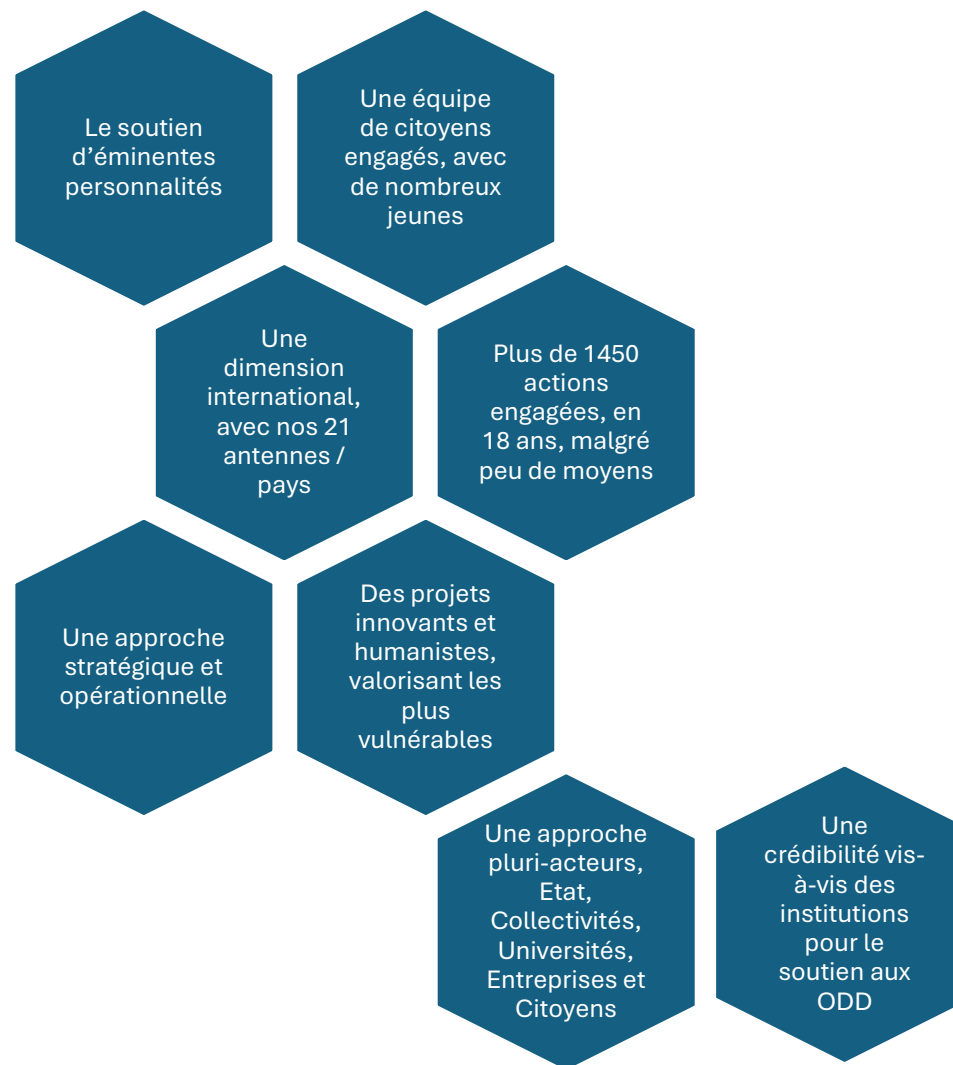 Le soutien
d’éminentes
personnalités
Une équipe
de citoyens
engagés, avec
de nombreux
jeunes
Une
dimension
international,
avec nos 21
antennes /
pays
Plus de 1450
actions
engagées, en
18 ans, malgré
peu de moyens
Une approche
stratégique et
opérationnelle
Des projets
innovants et
humanistes,
valorisant les
plus
vulnérables
Une approche
pluri-acteurs,
Etat,
Collectivités,
Universités,
Entreprises et
Citoyens
Une
crédibilité vis-
à-vis des
institutions
pour le
soutien aux
ODD